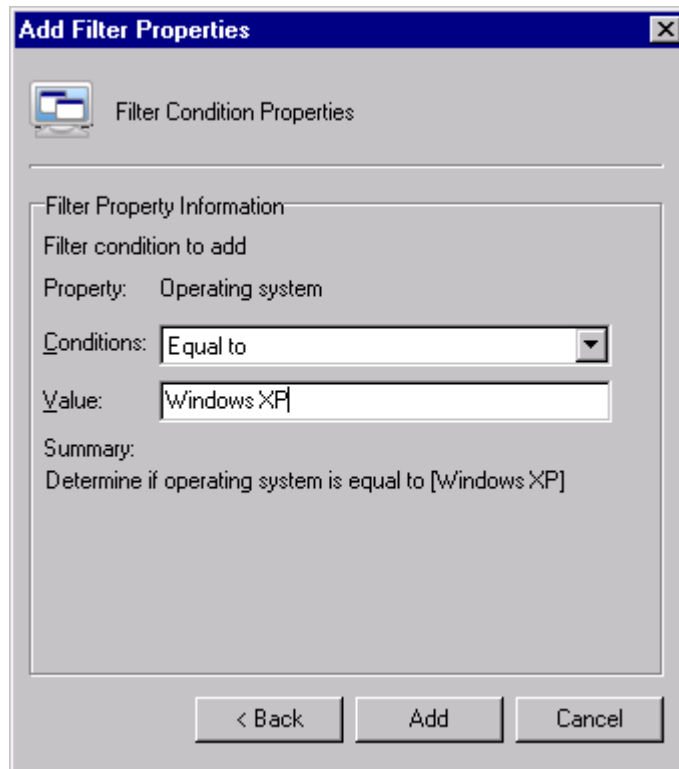 Add Filter Properties
Filter Condition Properties
Filter Property Information
Filter condition to add
Property: Operating system
Conditions: Equal to
Value: Windows XP
Summary:
Determine if operating system is equal to [Windows XP]
< Back Add Cancel